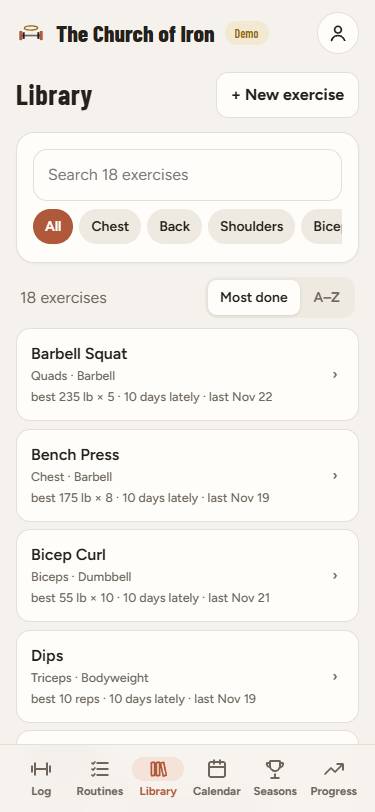 The Church of Iron Demo
Library
+ New exercise
Search 18 exercises
All Chest Back Shoulders Bice
18 exercises
Most done A–Z
Barbell Squat
Quads · Barbell
best 235 lb × 5 · 10 days lately · last Nov 22
Bench Press
Chest · Barbell
best 175 lb × 8 · 10 days lately · last Nov 19
Bicep Curl
Biceps · Dumbbell
best 55 lb × 10 · 10 days lately · last Nov 21
Dips
Triceps · Bodyweight
best 10 reps · 10 days lately · last Nov 16
Log Routines Library Calendar Seasons Progress